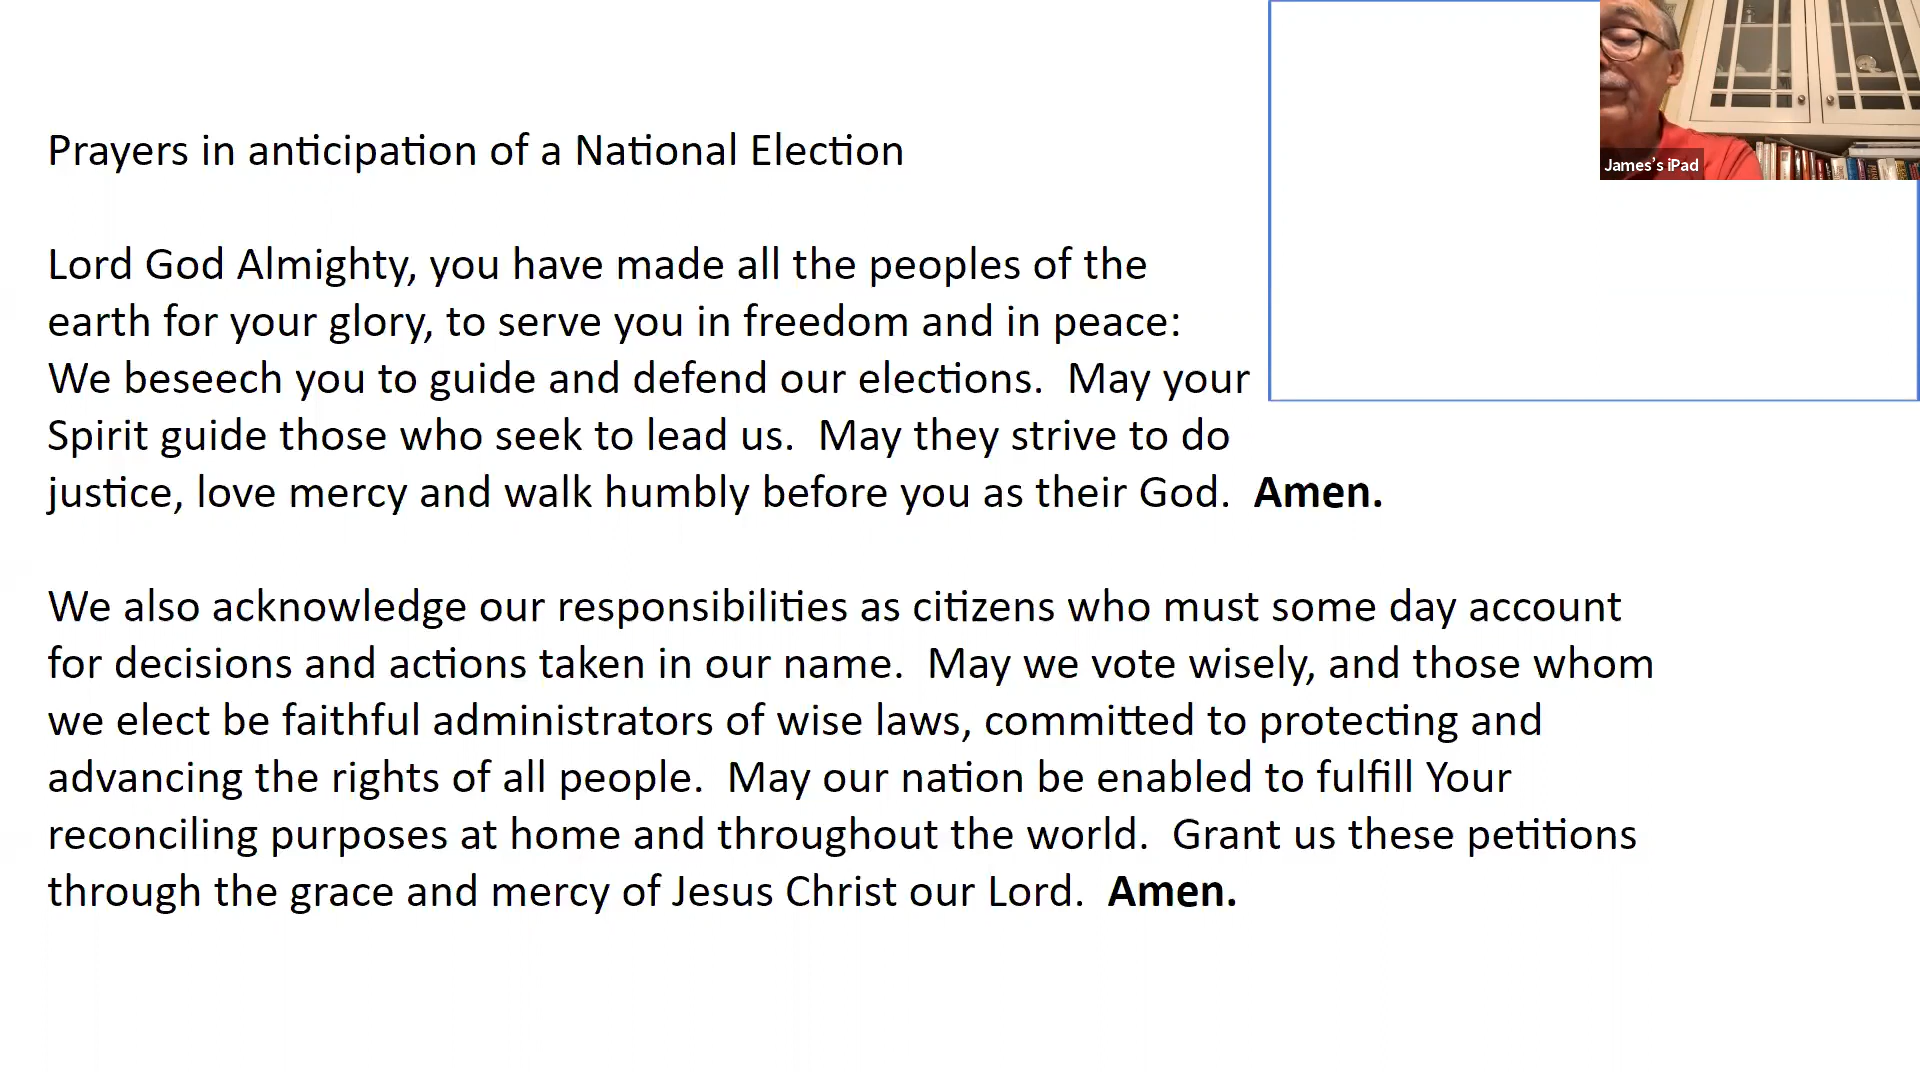 Prayers in anticipation of a National Election
Lord God Almighty, you have made all the peoples of the
earth for your glory, to serve you in freedom and in peace:
We beseech you to guide and defend our elections.  May your
Spirit guide those who seek to lead us.  May they strive to do
justice, love mercy and walk humbly before you as their God.  Amen.
We also acknowledge our responsibilities as citizens who must some day account
for decisions and actions taken in our name.  May we vote wisely, and those whom
we elect be faithful administrators of wise laws, committed to protecting and
advancing the rights of all people.  May our nation be enabled to fulfill Your
reconciling purposes at home and throughout the world.  Grant us these petitions
through the grace and mercy of Jesus Christ our Lord.  Amen.
James's iPad